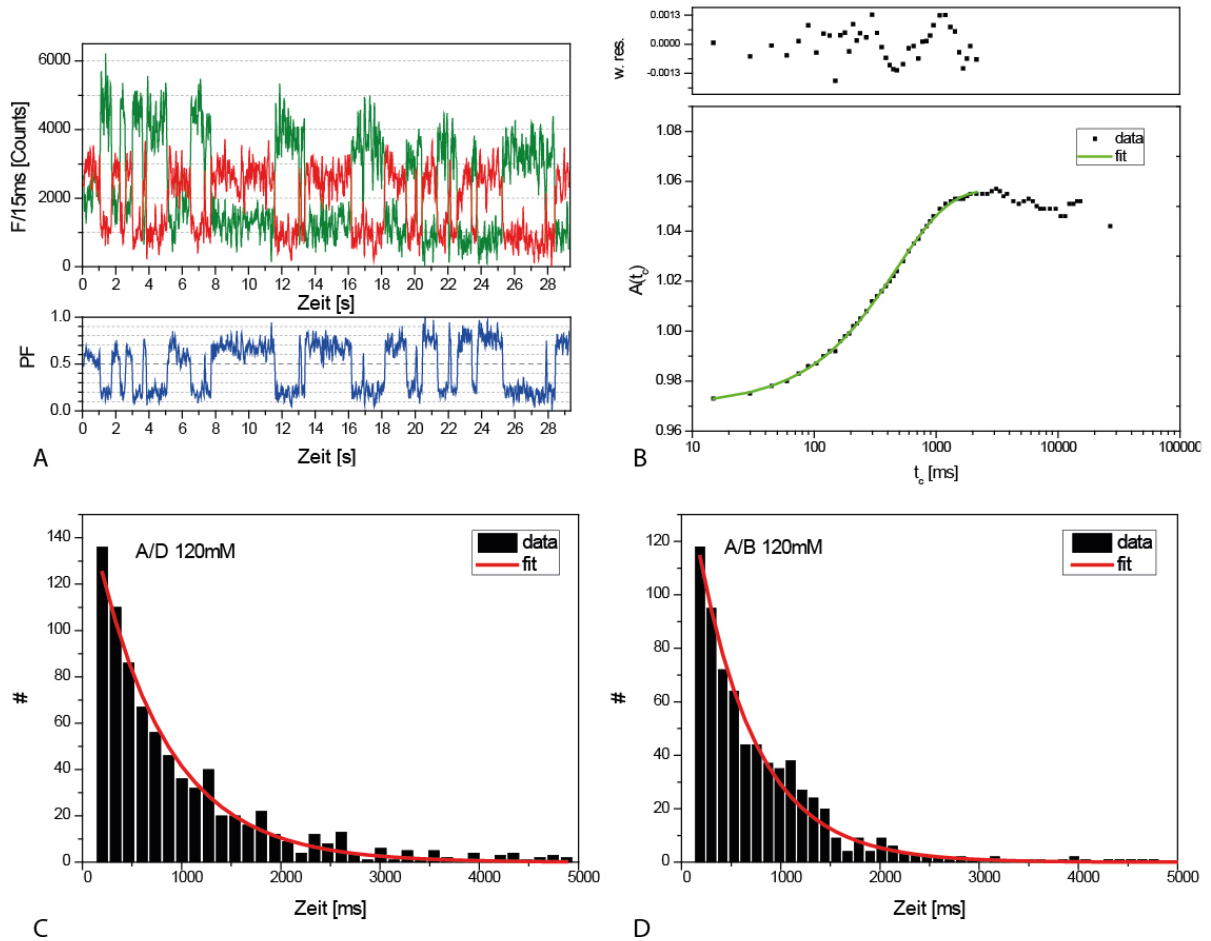 F/15ms [Counts]
6000
4000
2000
0
0 2 4 6 8 10 12 14 16 18 20 22 24 26 28
Zeit [s]
PF
1.0
0.5
0.0
0 2 4 6 8 10 12 14 16 18 20 22 24 26 28
Zeit [s]
A
w. res.
0.0013
0.0000
-0.0013
A(t_c)
1.08
1.06
1.04
1.02
1.00
0.98
0.96
data
fit
10 100 1000 10000 100000
t_c [ms]
B
#
140
120
100
80
60
40
20
0
A/D 120mM
data
fit
0 1000 2000 3000 4000 5000
Zeit [ms]
C
#
120
100
80
60
40
20
0
A/B 120mM
data
fit
0 1000 2000 3000 4000 5000
Zeit [ms]
D